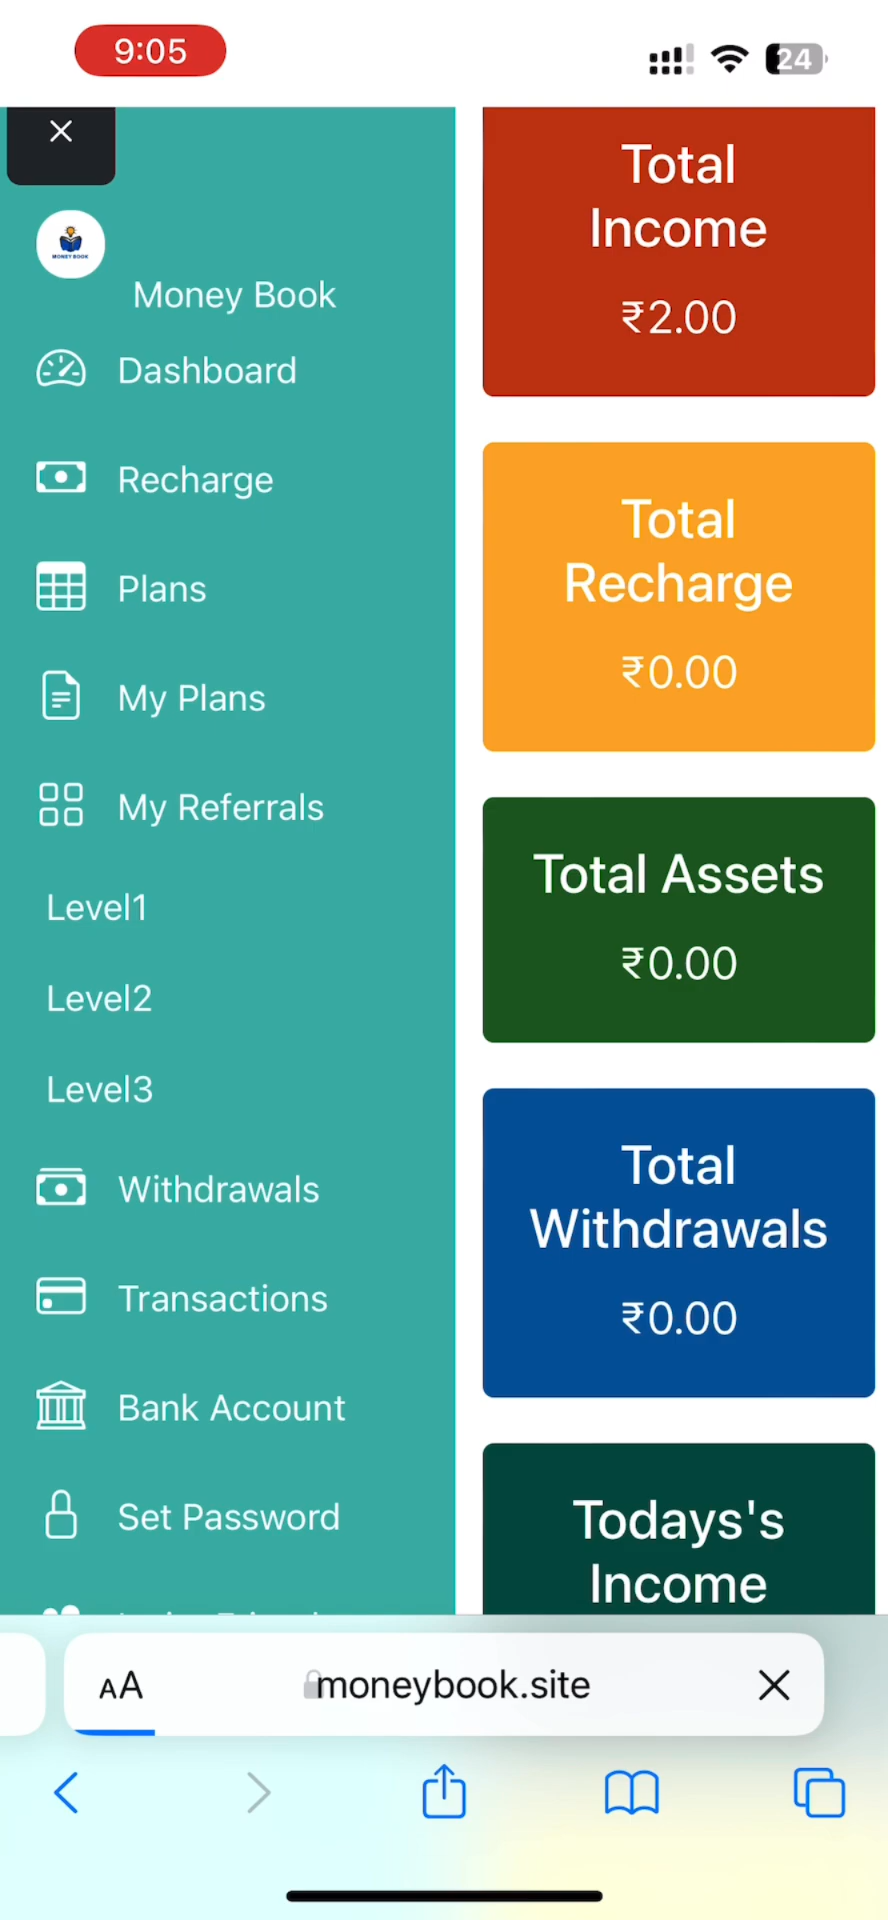 9:05
24
MONEY BOOK
Money Book
Dashboard
Recharge
Plans
My Plans
My Referrals
Level1
Level2
Level3
Withdrawals
Transactions
Bank Account
Set Password
Total
Income
₹2.00
Total
Recharge
₹0.00
Total Assets
₹0.00
Total
Withdrawals
₹0.00
Todays's
Income
AA
moneybook.site